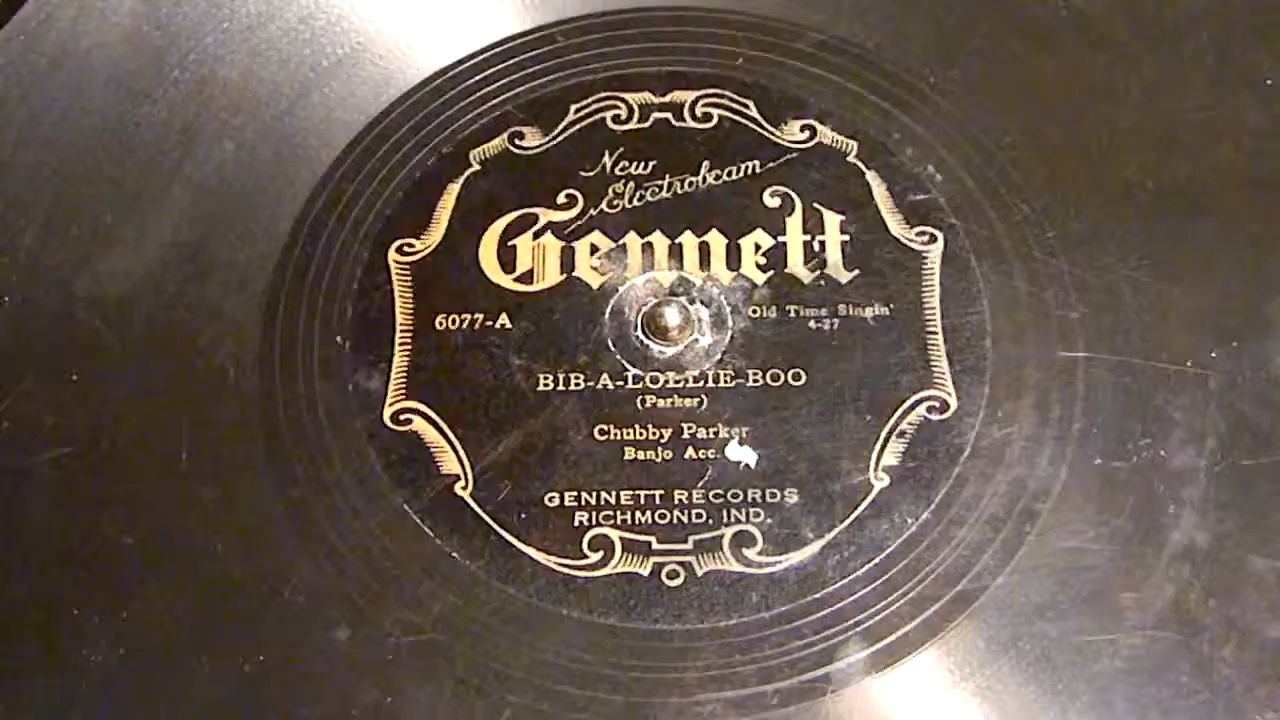 New
Electrobeam
Gennett
6077-A
Old Time Singin'
4-27
BIB-A-LOLLIE-BOO
(Parker)
Chubby Parker
Banjo Acc.
GENNETT RECORDS
RICHMOND, IND.